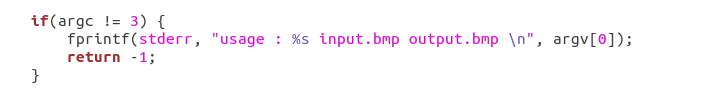 if(argc != 3) {
    fprintf(stderr, "usage : %s input.bmp output.bmp \n", argv[0]);
    return -1;
}